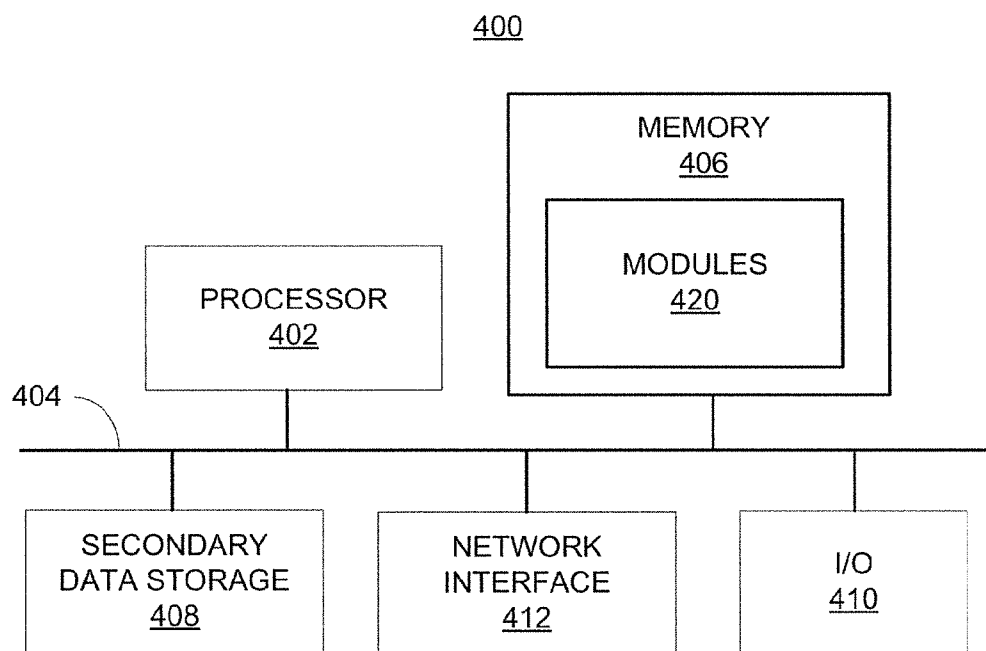 400
MEMORY
406
MODULES
420
PROCESSOR
402
404
SECONDARY
DATA STORAGE
408
NETWORK
INTERFACE
412
I/O
410